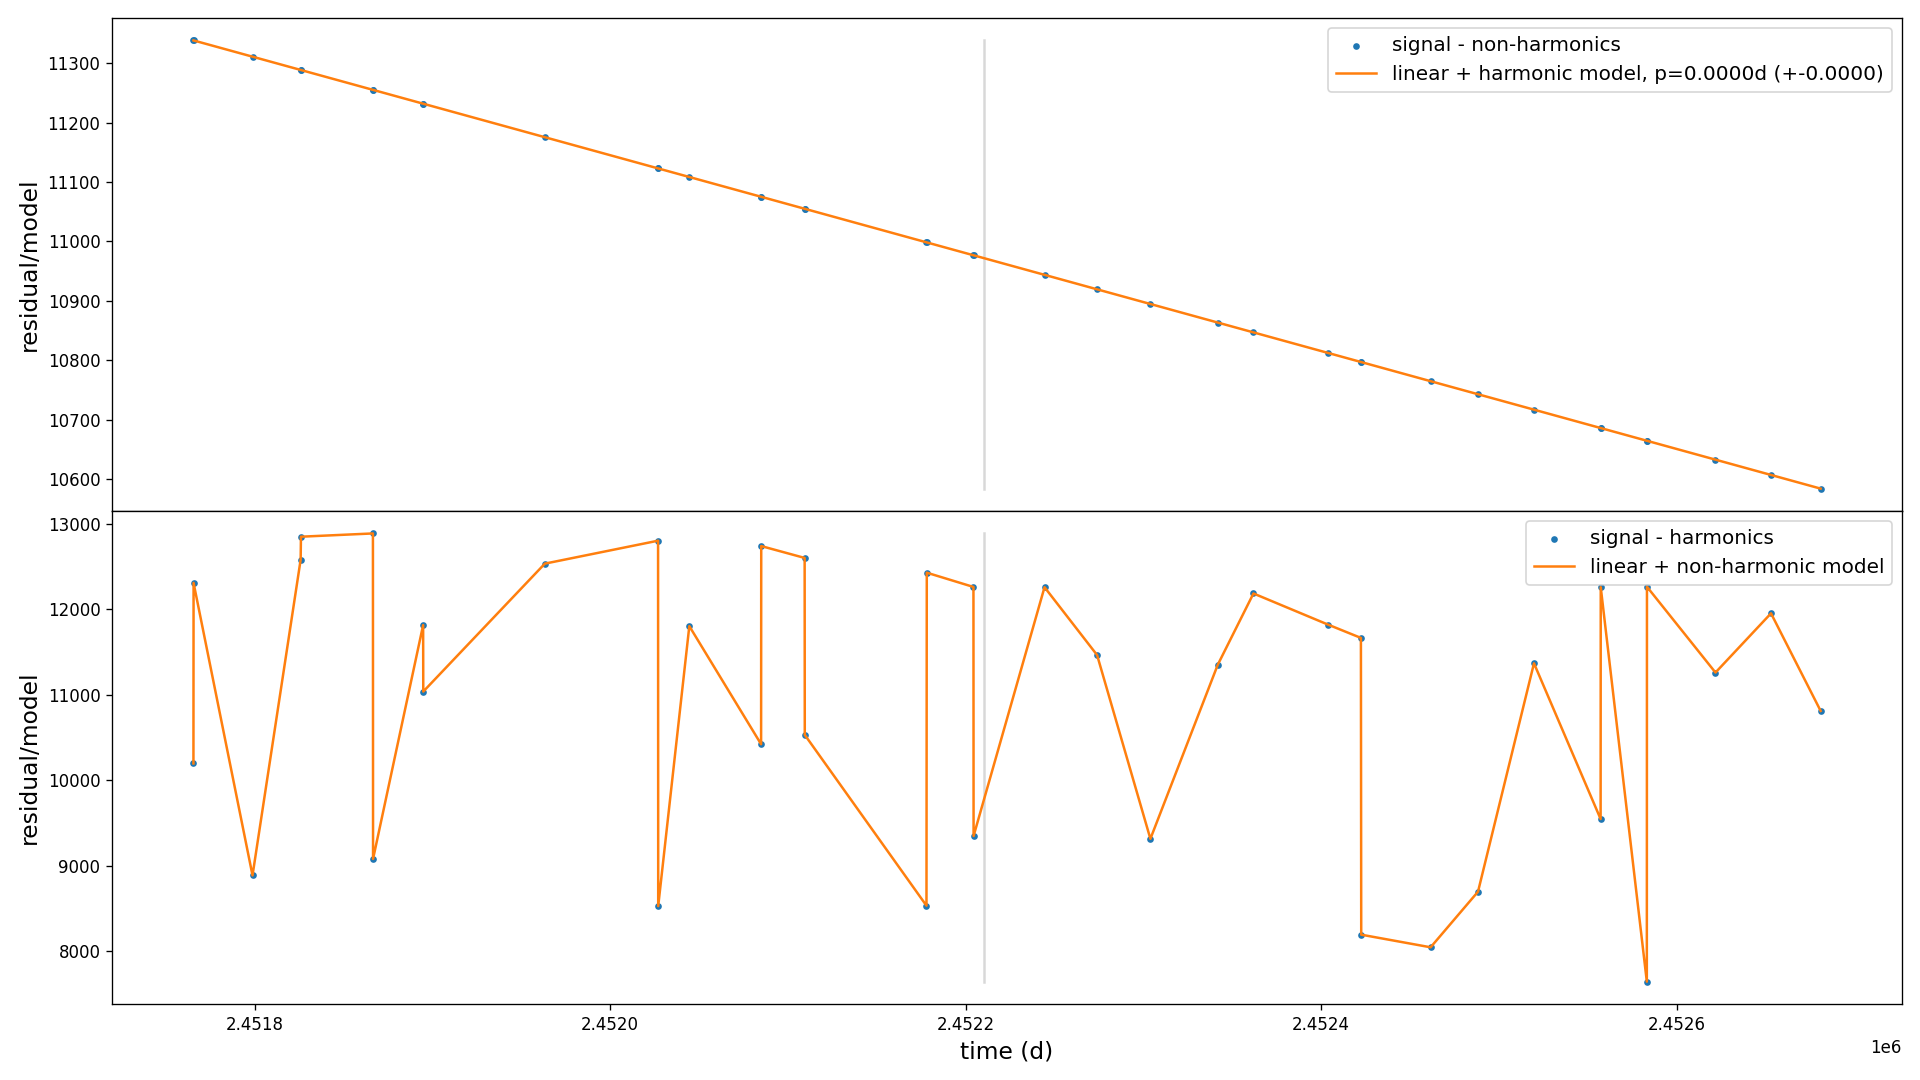 signal - non-harmonics
linear + harmonic model, p=0.0000d (+-0.0000)
residual/model
11300
11200
11100
11000
10900
10800
10700
10600
signal - harmonics
linear + non-harmonic model
residual/model
13000
12000
11000
10000
9000
8000
2.4518
2.4520
2.4522
2.4524
2.4526
1e6
time (d)